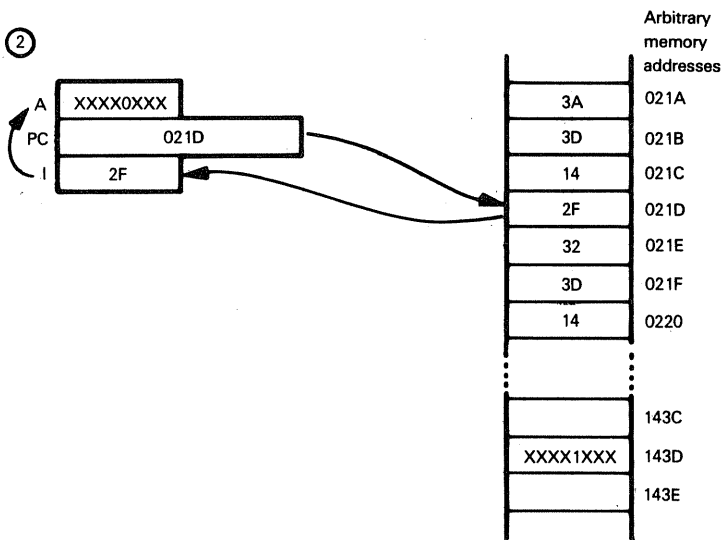 2
Arbitrary
memory
addresses
A XXXX0XXX
PC 021D
I 2F
3A 021A
3D 021B
14 021C
2F 021D
32 021E
3D 021F
14 0220
143C
XXXX1XXX 143D
143E